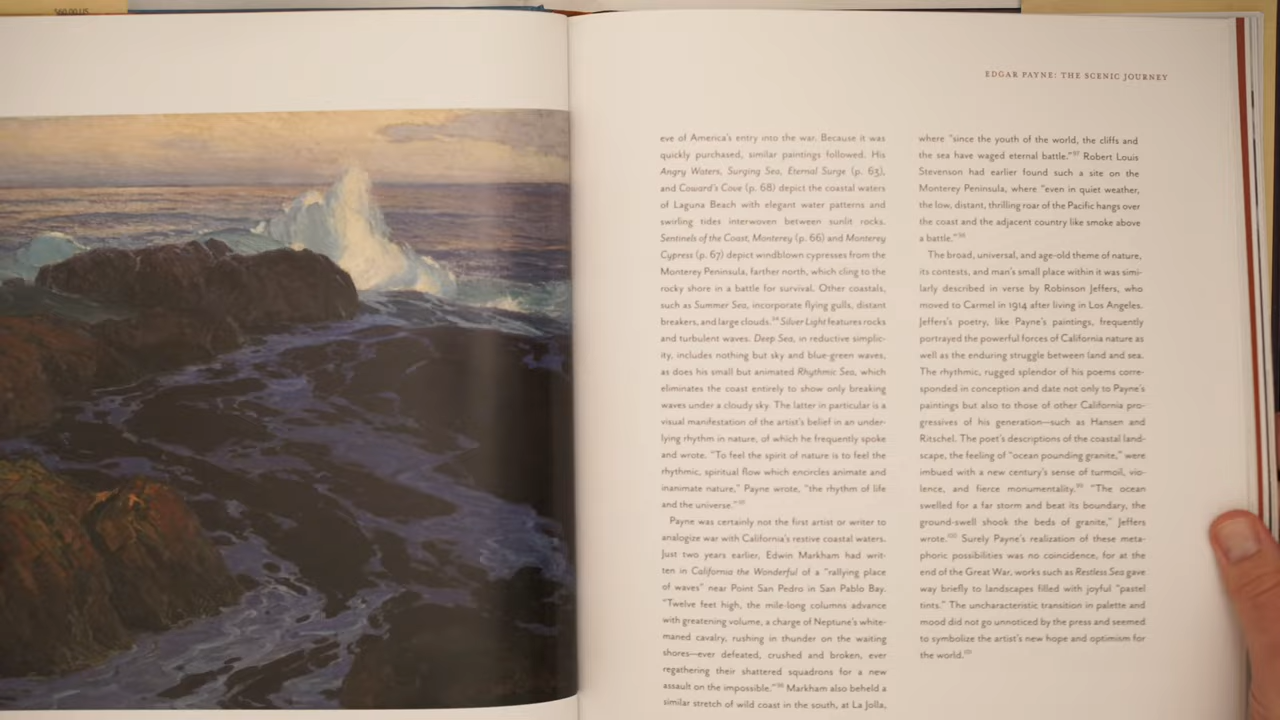 $60.00 US
EDGAR PAYNE: THE SCENIC JOURNEY
eve of America's entry into the war. Because it was
quickly purchased, similar paintings followed. His
Angry Waters, Surging Sea, Eternal Surge (p. 63),
and Coward's Cove (p. 68) depict the coastal waters
of Laguna Beach with elegant water patterns and
swirling tides interwoven between sunlit rocks.
Sentinels of the Coast, Monterey (p. 66) and Monterey
Cypress (p. 67) depict windblown cypresses from the
Monterey Peninsula, farther north, which cling to the
rocky shore in a battle for survival. Other coastals,
such as Summer Sea, incorporate flying gulls, distant
breakers, and large clouds.⁹⁴ Silver Light features rocks
and turbulent waves. Deep Sea, in reductive simplic-
ity, includes nothing but sky and blue-green waves,
as does his small but animated Rhythmic Sea, which
eliminates the coast entirely to show only breaking
waves under a cloudy sky. The latter in particular is a
visual manifestation of the artist's belief in an under-
lying rhythm in nature, of which he frequently spoke
and wrote. "To feel the spirit of nature is to feel the
rhythmic, spiritual flow which encircles animate and
inanimate nature," Payne wrote, "the rhythm of life
and the universe."⁹⁵
Payne was certainly not the first artist or writer to
analogize war with California's restive coastal waters.
Just two years earlier, Edwin Markham had writ-
ten in California the Wonderful of a "rallying place
of waves" near Point San Pedro in San Pablo Bay.
"Twelve feet high, the mile-long columns advance
with greatening volume, a charge of Neptune's white-
maned cavalry, rushing in thunder on the waiting
shores—ever defeated, crushed and broken, ever
regathering their shattered squadrons for a new
assault on the impossible."⁹⁶ Markham also beheld a
similar stretch of wild coast in the south, at La Jolla,
where "since the youth of the world, the cliffs and
the sea have waged eternal battle."⁹⁷ Robert Louis
Stevenson had earlier found such a site on the
Monterey Peninsula, where "even in quiet weather,
the low, distant, thrilling roar of the Pacific hangs over
the coast and the adjacent country like smoke above
a battle."⁹⁸
The broad, universal, and age-old theme of nature,
its contests, and man's small place within it was simi-
larly described in verse by Robinson Jeffers, who
moved to Carmel in 1914 after living in Los Angeles.
Jeffers's poetry, like Payne's paintings, frequently
portrayed the powerful forces of California nature as
well as the enduring struggle between land and sea.
The rhythmic, rugged splendor of his poems corre-
sponded in conception and date not only to Payne's
paintings but also to those of other California pro-
gressives of his generation—such as Hansen and
Ritschel. The poet's descriptions of the coastal land-
scape, the feeling of "ocean pounding granite," were
imbued with a new century's sense of turmoil, vio-
lence, and fierce monumentality.⁹⁹ "The ocean
swelled for a far storm and beat its boundary, the
ground-swell shook the beds of granite," Jeffers
wrote.¹⁰⁰ Surely Payne's realization of these meta-
phoric possibilities was no coincidence, for at the
end of the Great War, works such as Restless Sea gave
way briefly to landscapes filled with joyful "pastel
tints." The uncharacteristic transition in palette and
mood did not go unnoticed by the press and seemed
to symbolize the artist's new hope and optimism for
the world.¹⁰¹